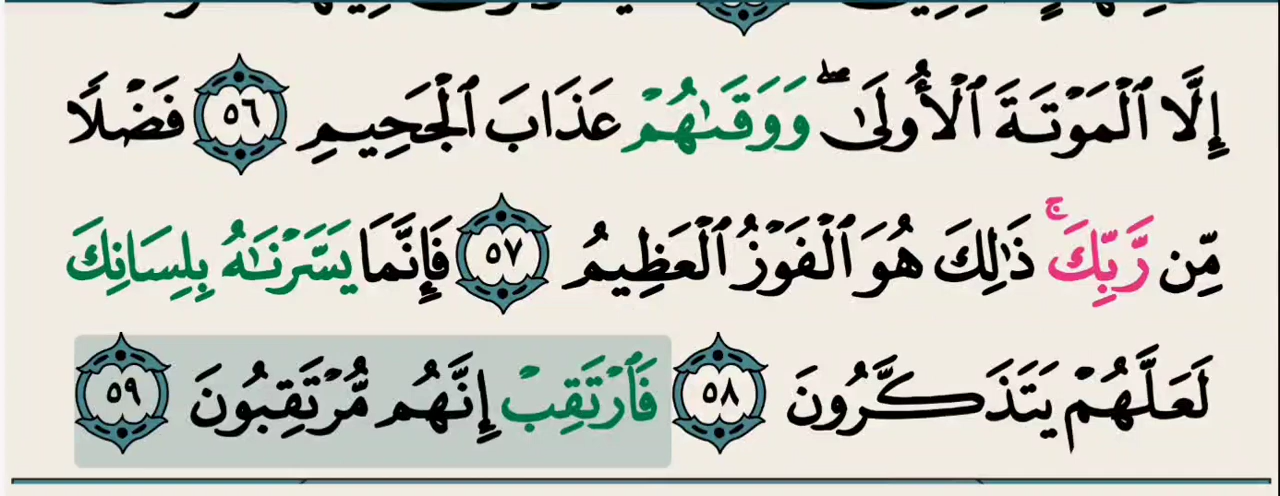 إِلَّا ٱلْمَوْتَةَ ٱلْأُولَىٰ ۖ وَوَقَىٰهُمْ عَذَابَ ٱلْجَحِيمِ ٥٦ فَضْلًا
مِّن رَّبِّكَ ۚ ذَٰلِكَ هُوَ ٱلْفَوْزُ ٱلْعَظِيمُ ٥٧ فَإِنَّمَا يَسَّرْنَـٰهُ بِلِسَانِكَ
لَعَلَّهُمْ يَتَذَكَّرُونَ ٥٨ فَٱرْتَقِبْ إِنَّهُم مُّرْتَقِبُونَ ٥٩